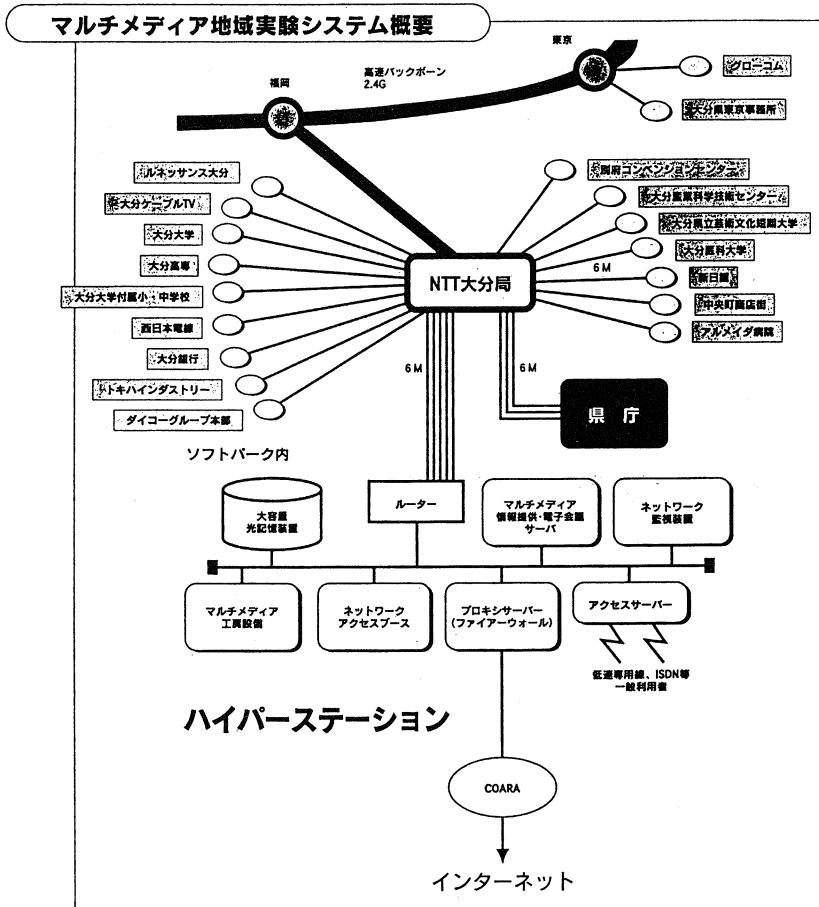 マルチメディア地域実験システム概要
東京
グローコム
高速バックボーン
2.4G
福岡
大分県東京事務所
ルネッサンス大分
別府コンベンションセンター
大分ケーブルTV
大分産業科学技術センター
大分大学
大分県立芸術文化短期大学
大分医科大学
大分高専
NTT大分局
6M
新日鐵
大分大学付属小・中学校
中央町商店街
西日本電線
アルメイダ病院
大分銀行
6M
6M
トキハインダストリー
県庁
ダイコーグループ本部
ソフトパーク内
大容量
光記憶装置
ルーター
マルチメディア
情報提供・電子会議
サーバ
ネットワーク
監視装置
マルチメディア
工房設備
ネットワーク
アクセスブース
プロキシサーバー
(ファイアーウォール)
アクセスサーバー
低速専用線、ISDN等
一般利用者
ハイパーステーション
COARA
インターネット